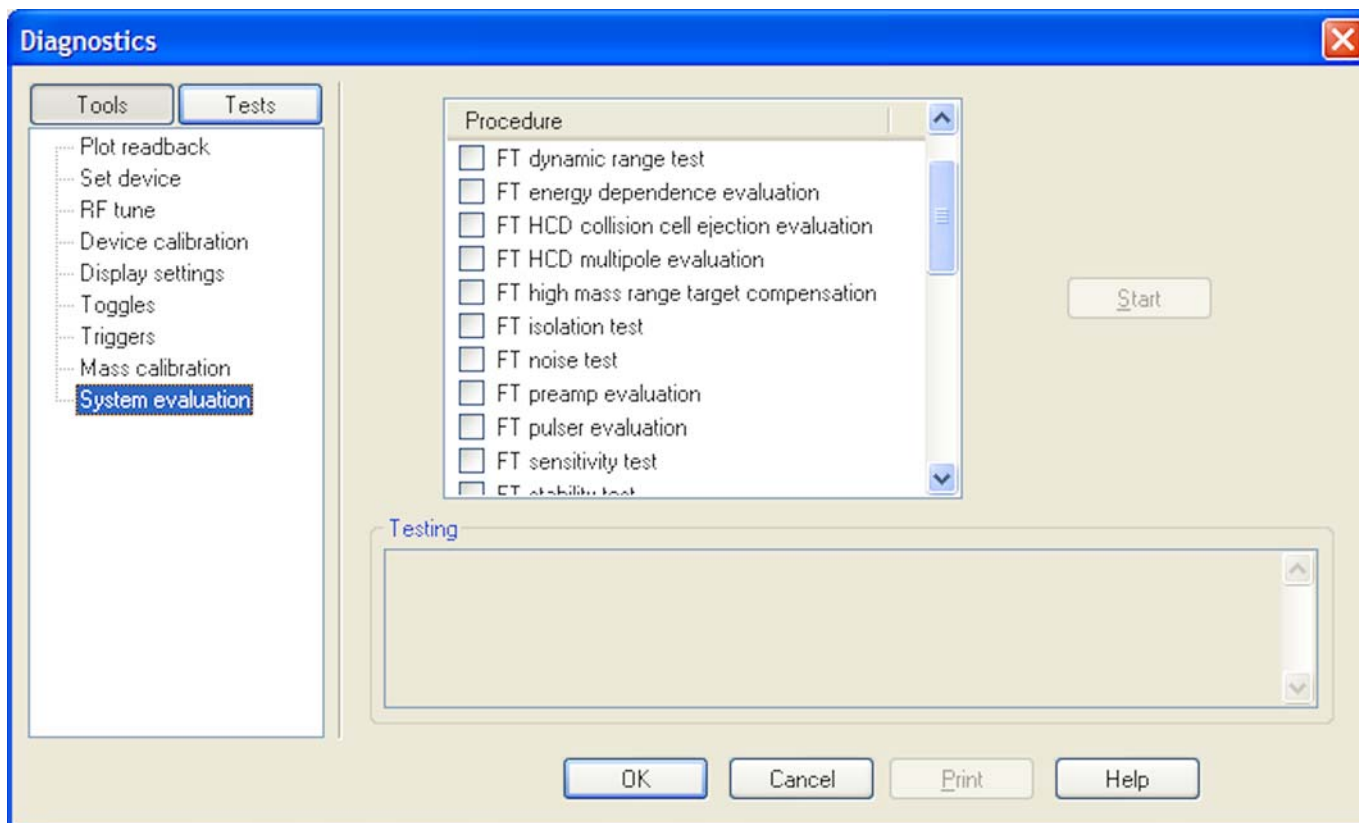 Diagnostics
Tools
Tests
Plot readback
Set device
RF tune
Device calibration
Display settings
Toggles
Triggers
Mass calibration
System evaluation
Procedure
FT dynamic range test
FT energy dependence evaluation
FT HCD collision cell ejection evaluation
FT HCD multipole evaluation
FT high mass range target compensation
FT isolation test
FT noise test
FT preamp evaluation
FT pulser evaluation
FT sensitivity test
FT stability test
Start
Testing
OK
Cancel
Print
Help